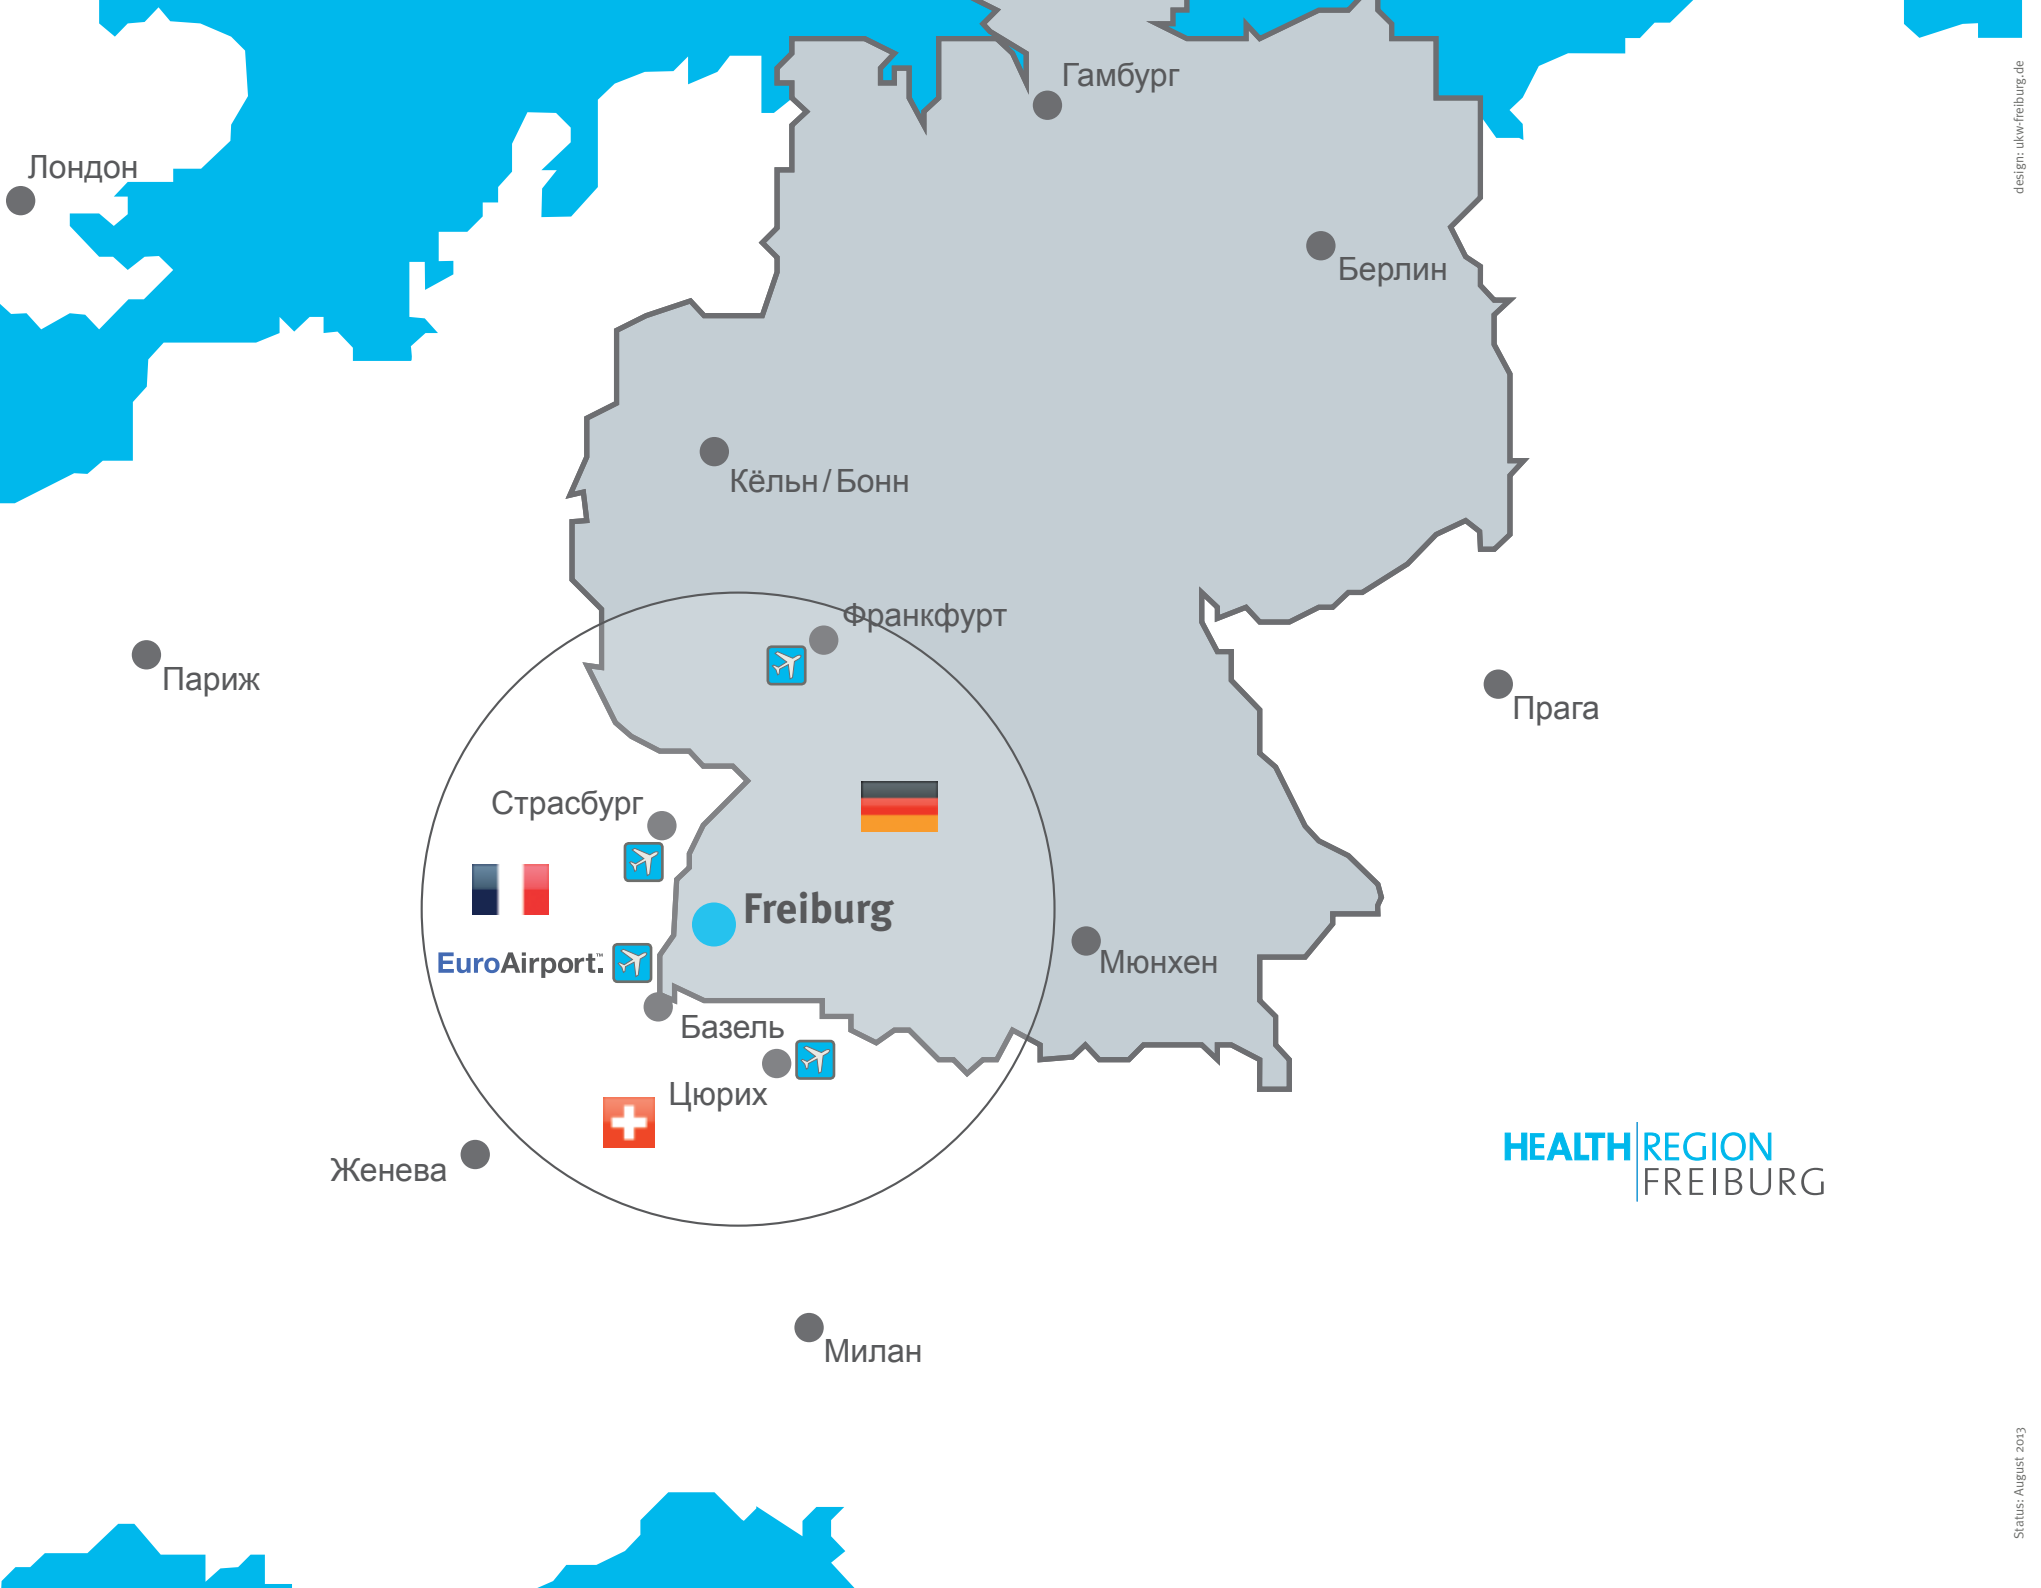 Гамбург
design: ukw-freiburg.de
Лондон
Берлин
Кёльн / Бонн
Франкфурт
Париж
Прага
Страсбург
Freiburg
EuroAirport.™
Мюнхен
Базель
Цюрих
HEALTH REGION
FREIBURG
Женева
Милан
Status: August 2013